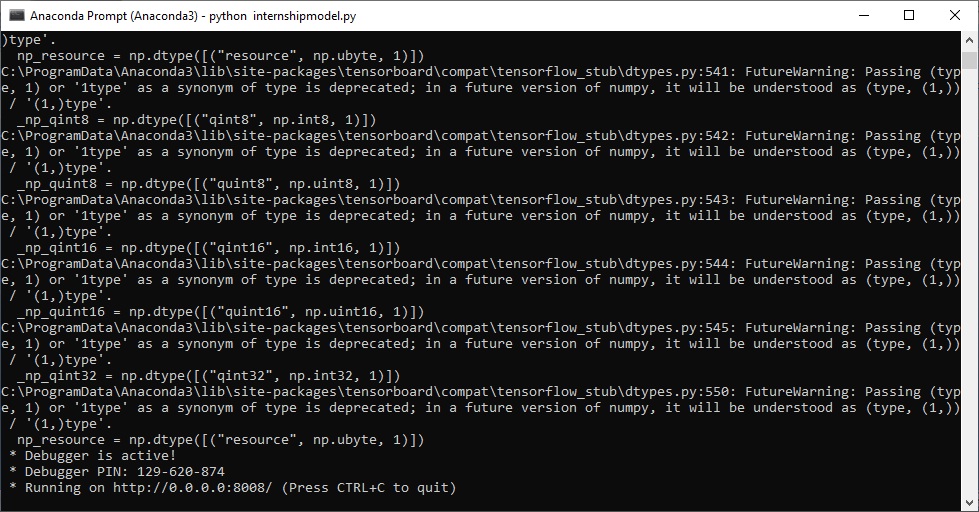 Anaconda Prompt (Anaconda3) - python  internshipmodel.py
)type'.
  np_resource = np.dtype([("resource", np.ubyte, 1)])
C:\ProgramData\Anaconda3\lib\site-packages\tensorboard\compat\tensorflow_stub\dtypes.py:541: FutureWarning: Passing (typ
e, 1) or '1type' as a synonym of type is deprecated; in a future version of numpy, it will be understood as (type, (1,))
 / '(1,)type'.
  _np_qint8 = np.dtype([("qint8", np.int8, 1)])
C:\ProgramData\Anaconda3\lib\site-packages\tensorboard\compat\tensorflow_stub\dtypes.py:542: FutureWarning: Passing (typ
e, 1) or '1type' as a synonym of type is deprecated; in a future version of numpy, it will be understood as (type, (1,))
 / '(1,)type'.
  _np_quint8 = np.dtype([("quint8", np.uint8, 1)])
C:\ProgramData\Anaconda3\lib\site-packages\tensorboard\compat\tensorflow_stub\dtypes.py:543: FutureWarning: Passing (typ
e, 1) or '1type' as a synonym of type is deprecated; in a future version of numpy, it will be understood as (type, (1,))
 / '(1,)type'.
  _np_qint16 = np.dtype([("qint16", np.int16, 1)])
C:\ProgramData\Anaconda3\lib\site-packages\tensorboard\compat\tensorflow_stub\dtypes.py:544: FutureWarning: Passing (typ
e, 1) or '1type' as a synonym of type is deprecated; in a future version of numpy, it will be understood as (type, (1,))
 / '(1,)type'.
  _np_quint16 = np.dtype([("quint16", np.uint16, 1)])
C:\ProgramData\Anaconda3\lib\site-packages\tensorboard\compat\tensorflow_stub\dtypes.py:545: FutureWarning: Passing (typ
e, 1) or '1type' as a synonym of type is deprecated; in a future version of numpy, it will be understood as (type, (1,))
 / '(1,)type'.
  _np_qint32 = np.dtype([("qint32", np.int32, 1)])
C:\ProgramData\Anaconda3\lib\site-packages\tensorboard\compat\tensorflow_stub\dtypes.py:550: FutureWarning: Passing (typ
e, 1) or '1type' as a synonym of type is deprecated; in a future version of numpy, it will be understood as (type, (1,))
 / '(1,)type'.
  np_resource = np.dtype([("resource", np.ubyte, 1)])
 * Debugger is active!
 * Debugger PIN: 129-620-874
 * Running on http://0.0.0.0:8008/ (Press CTRL+C to quit)